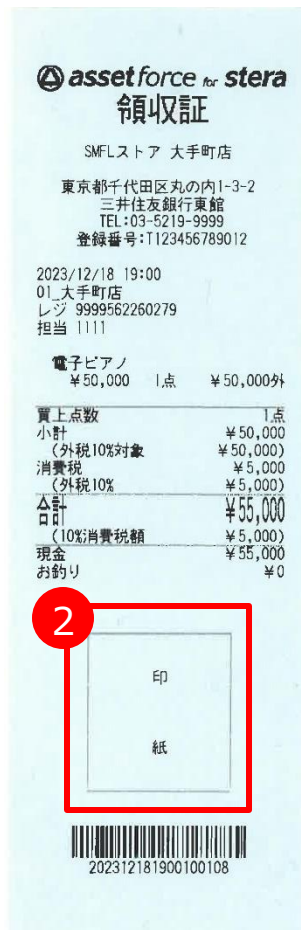 asset force for stera
領収証
SMFLストア 大手町店
東京都千代田区丸の内1-3-2
三井住友銀行東館
TEL:03-5219-9999
登録番号:T123456789012
2023/12/18 19:00
01_大手町店
レジ 9999562260279
担当 1111
電子ピアノ
¥50,000 1点 ¥50,000外
買上点数 1点
小計 ¥50,000
(外税10%対象 ¥50,000)
消費税 ¥5,000
(外税10% ¥5,000)
合計 ¥55,000
(10%消費税額 ¥5,000)
現金 ¥55,000
お釣り ¥0
2
印
紙
202312181900100108